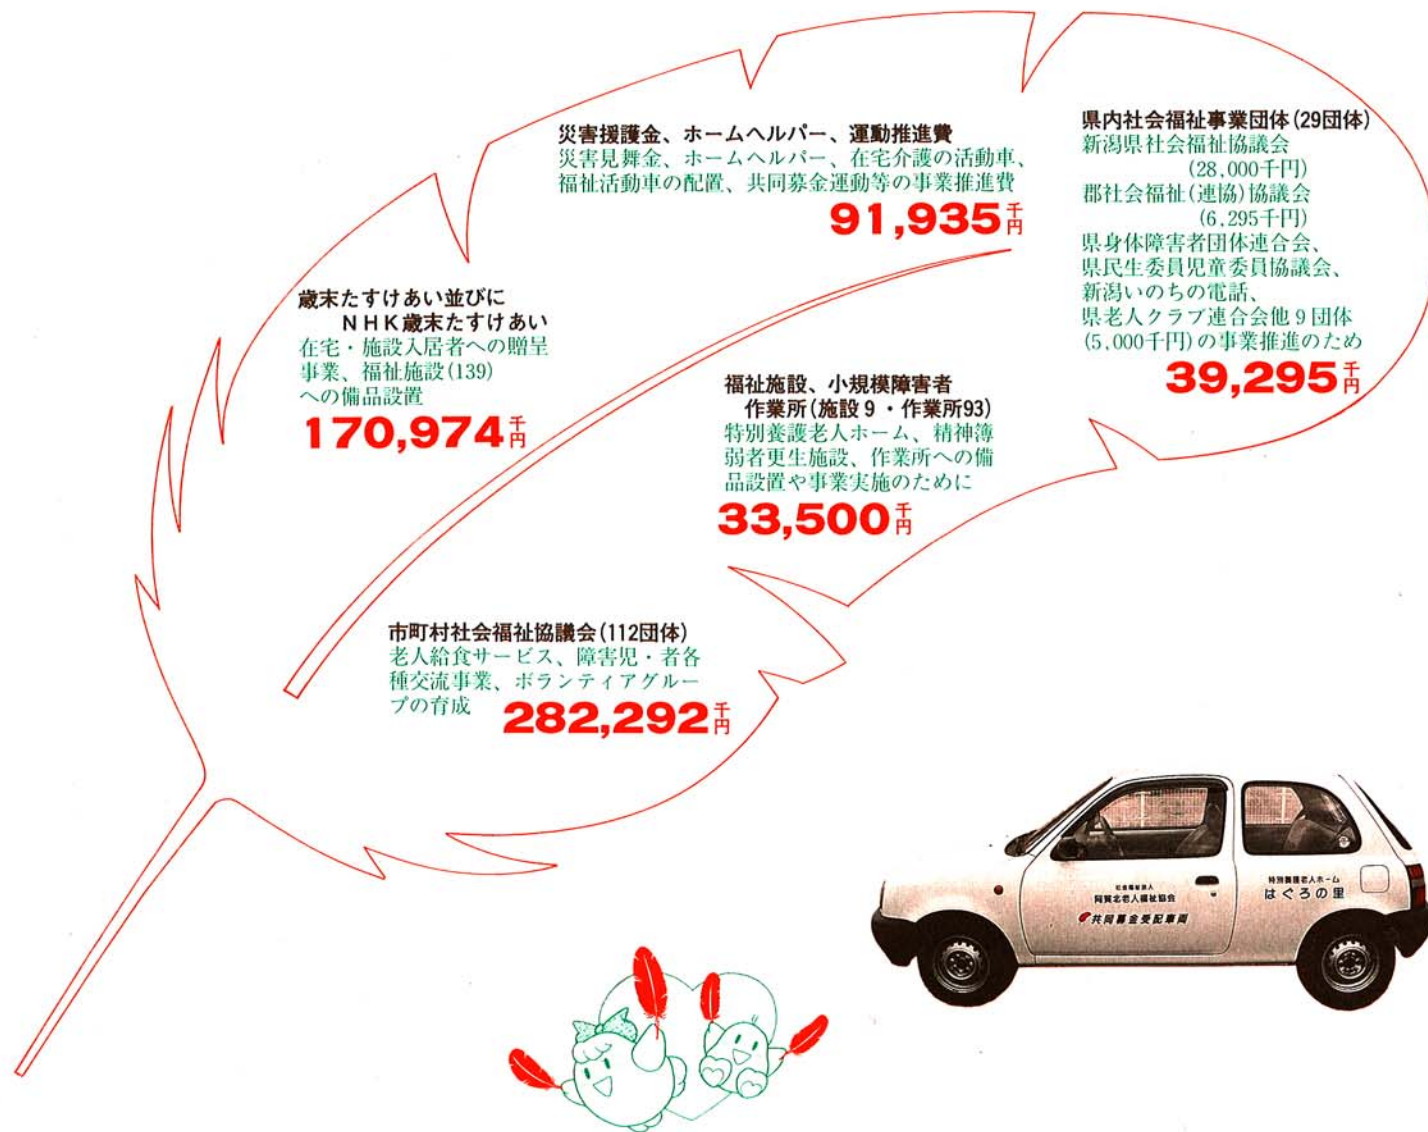 災害援護金、ホームヘルパー、運動推進費
災害見舞金、ホームヘルパー、在宅介護の活動車、
福祉活動車の配置、共同募金運動等の事業推進費
91,935千円
県内社会福祉事業団体(29団体)
新潟県社会福祉協議会
(28,000千円)
郡社会福祉(連協)協議会
(6,295千円)
県身体障害者団体連合会、
県民生委員児童委員協議会、
新潟いのちの電話、
県老人クラブ連合会他9団体
(5,000千円)の事業推進のため
39,295千円
歳末たすけあい並びに
NHK歳末たすけあい
在宅・施設入居者への贈呈
事業、福祉施設(139)
への備品設置
170,974千円
福祉施設、小規模障害者
作業所(施設9・作業所93)
特別養護老人ホーム、精神薄
弱者更生施設、作業所への備
品設置や事業実施のために
33,500千円
市町村社会福祉協議会(112団体)
老人給食サービス、障害児・者各
種交流事業、ボランティアグルー
プの育成
282,292千円
社会福祉法人
阿賀北老人福祉協会
共同募金受配車両
特別養護老人ホーム
はぐろの里